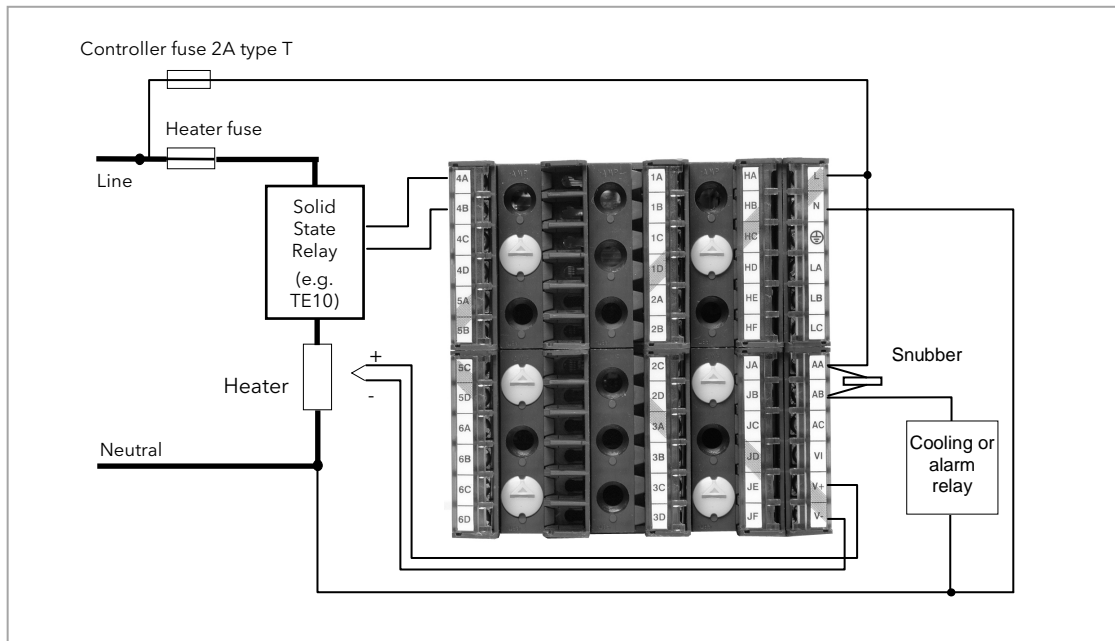 Controller fuse 2A type T
Heater fuse
Line
Solid
State
Relay
(e.g.
TE10)
Heater
+
-
Neutral
4A
4B
4C
4D
5A
5B
5C
5D
6A
6B
6C
6D
1A
1B
1C
1D
2A
2B
2C
2D
3A
3B
3C
3D
HA
HB
HC
HD
HE
HF
JA
JB
JC
JD
JE
JF
L
N
LA
LB
LC
AA
AB
AC
VI
V+
V-
Snubber
Cooling or
alarm
relay